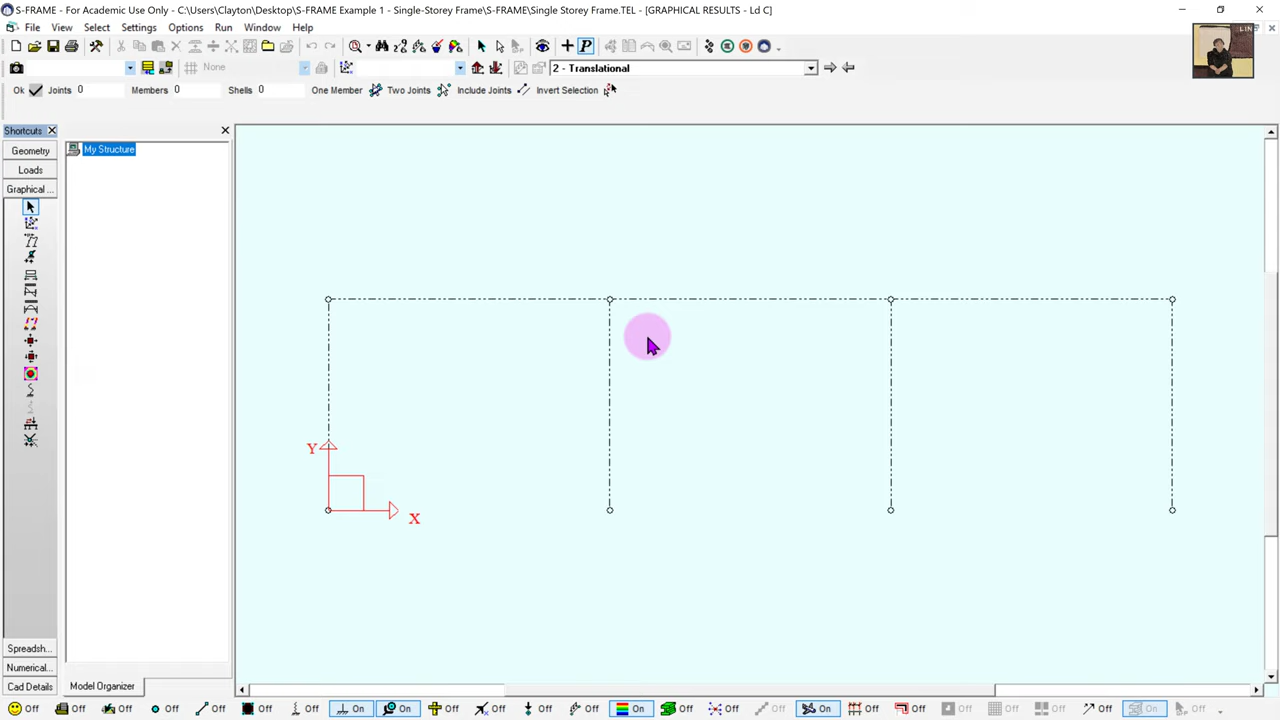 S-FRAME - For Academic Use Only - C:\Users\Clayton\Desktop\S-FRAME Example 1 - Single-Storey Frame\S-FRAME\Single Storey Frame.TEL - [GRAPHICAL RESULTS - Ld C]
File View Select Settings Options Run Window Help
None 2 - Translational
Ok Joints 0 Members 0 Shells 0 One Member Two Joints Include Joints Invert Selection
Shortcuts
Geometry
Loads
Graphical ...
My Structure
Y
X
Spreadsh...
Numerical...
Cad Details
Model Organizer
Off Off Off Off Off Off Off On On Off Off Off Off On Off Off Off On Off Off Off Off Off Off On Off
LIN